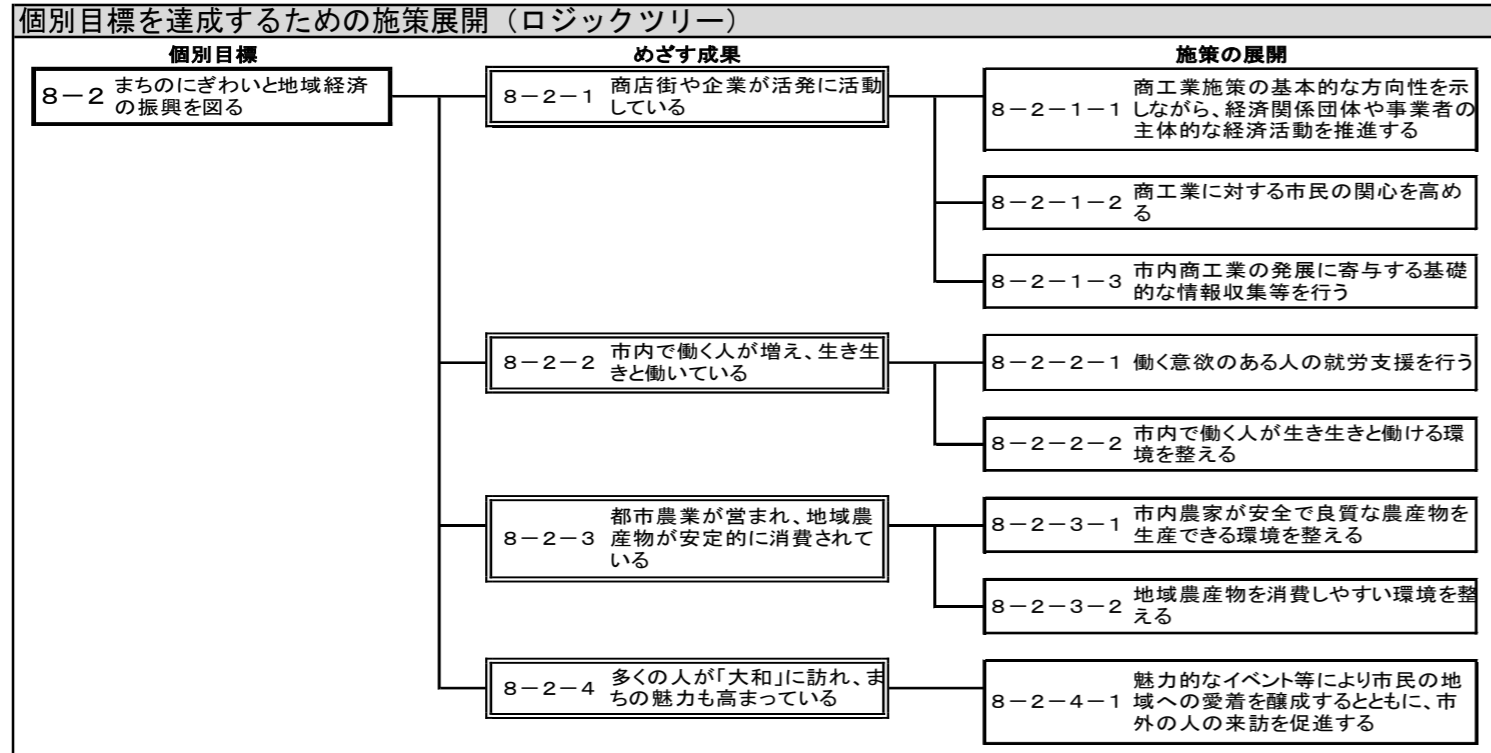 個別目標を達成するための施策展開（ロジックツリー）
個別目標
めざす成果
施策の展開
8－2 まちのにぎわいと地域経済
の振興を図る
8－2－1 商店街や企業が活発に活動
している
8－2－1－1 商工業施策の基本的な方向性を示
しながら、経済関係団体や事業者の
主体的な経済活動を推進する
8－2－1－2 商工業に対する市民の関心を高め
る
8－2－1－3 市内商工業の発展に寄与する基礎
的な情報収集等を行う
8－2－2 市内で働く人が増え、生き生
きと働いている
8－2－2－1 働く意欲のある人の就労支援を行う
8－2－2－2 市内で働く人が生き生きと働ける環
境を整える
8－2－3 都市農業が営まれ、地域農
産物が安定的に消費されて
いる
8－2－3－1 市内農家が安全で良質な農産物を
生産できる環境を整える
8－2－3－2 地域農産物を消費しやすい環境を整
える
8－2－4 多くの人が「大和」に訪れ、ま
ちの魅力も高まっている
8－2－4－1 魅力的なイベント等により市民の地
域への愛着を醸成するとともに、市
外の人の来訪を促進する